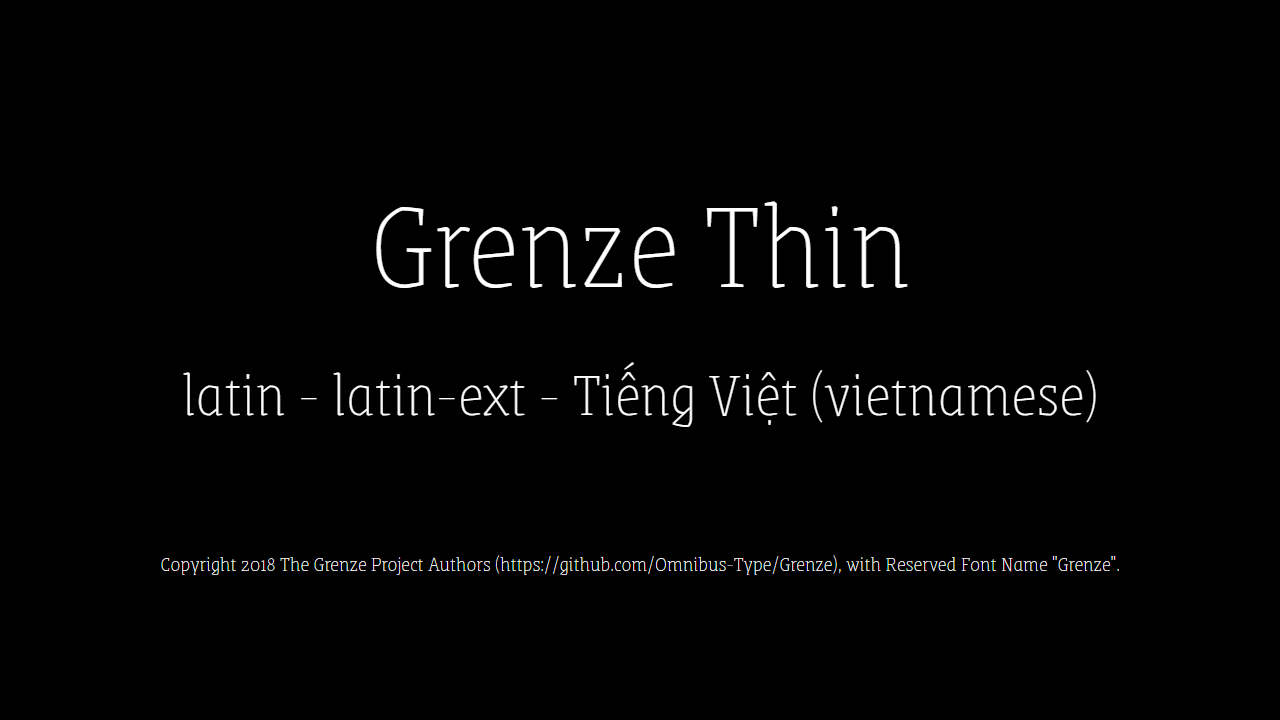 Grenze Thin
latin - latin-ext - Tiếng Việt (vietnamese)
Copyright 2018 The Grenze Project Authors (https://github.com/Omnibus-Type/Grenze), with Reserved Font Name "Grenze".